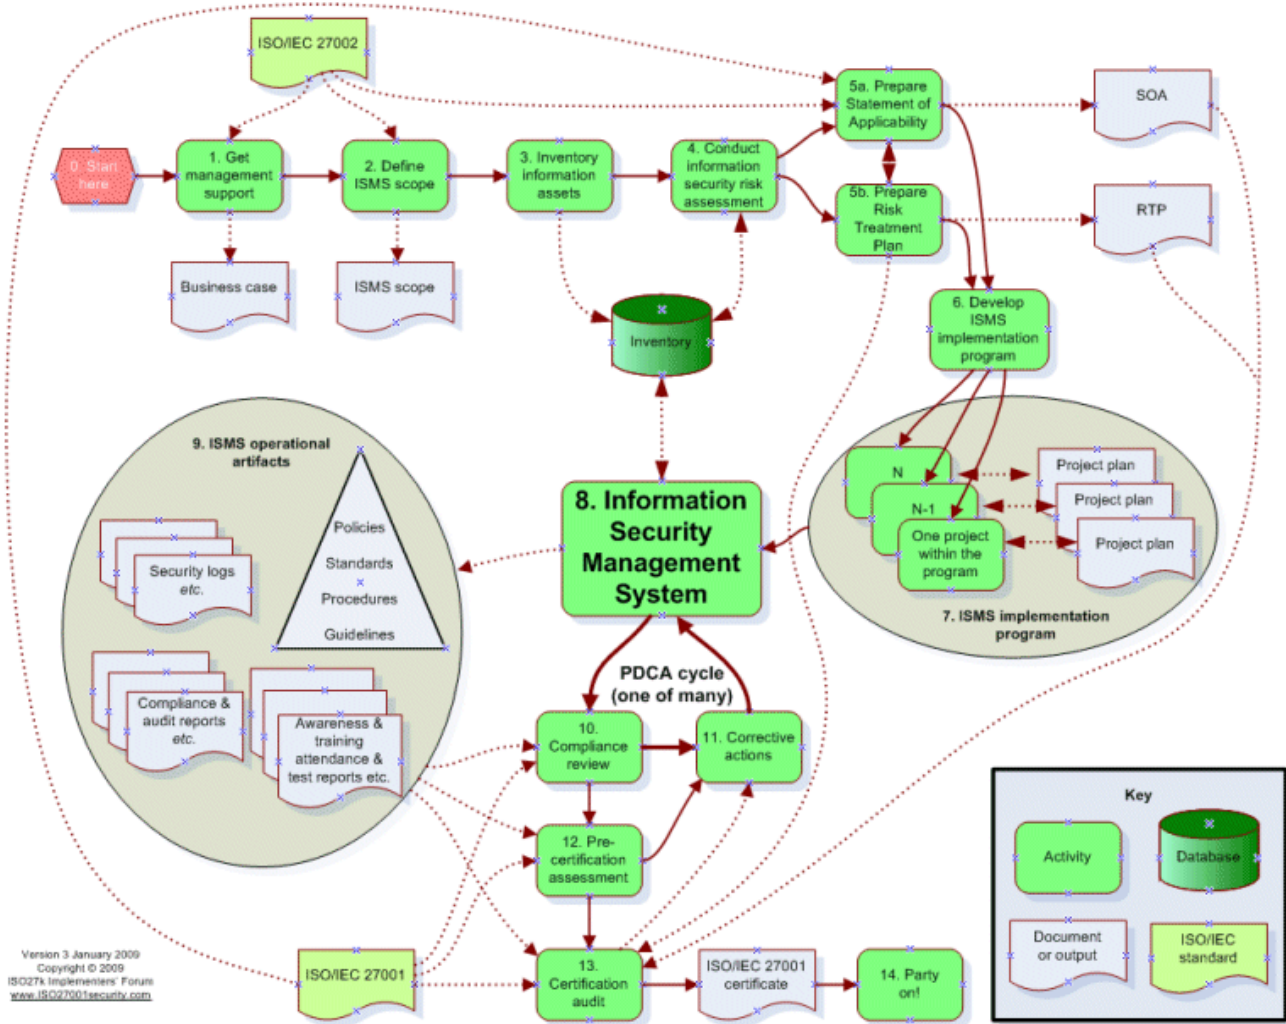 ISO/IEC 27002
0. Start
here
1. Get
management
support
2. Define
ISMS scope
3. Inventory
information
assets
4. Conduct
information
security risk
assessment
5a. Prepare
Statement of
Applicability
SOA
5b. Prepare
Risk
Treatment
Plan
RTP
Business case
ISMS scope
Inventory
6. Develop
ISMS
implementation
program
9. ISMS operational
artifacts
Policies
Standards
Procedures
Guidelines
Security logs
etc.
Compliance &
audit reports
etc.
Awareness &
training
attendance &
test reports etc.
8. Information
Security
Management
System
N
N-1
One project
within the
program
Project plan
Project plan
Project plan
7. ISMS implementation
program
PDCA cycle
(one of many)
10.
Compliance
review
11. Corrective
actions
12. Pre-
certification
assessment
13.
Certification
audit
ISO/IEC 27001
ISO/IEC 27001
certificate
14. Party
on!
Key
Activity
Database
Document
or output
ISO/IEC
standard
Version 3 January 2009
Copyright © 2009
ISO27k Implementers' Forum
www.ISO27001security.com